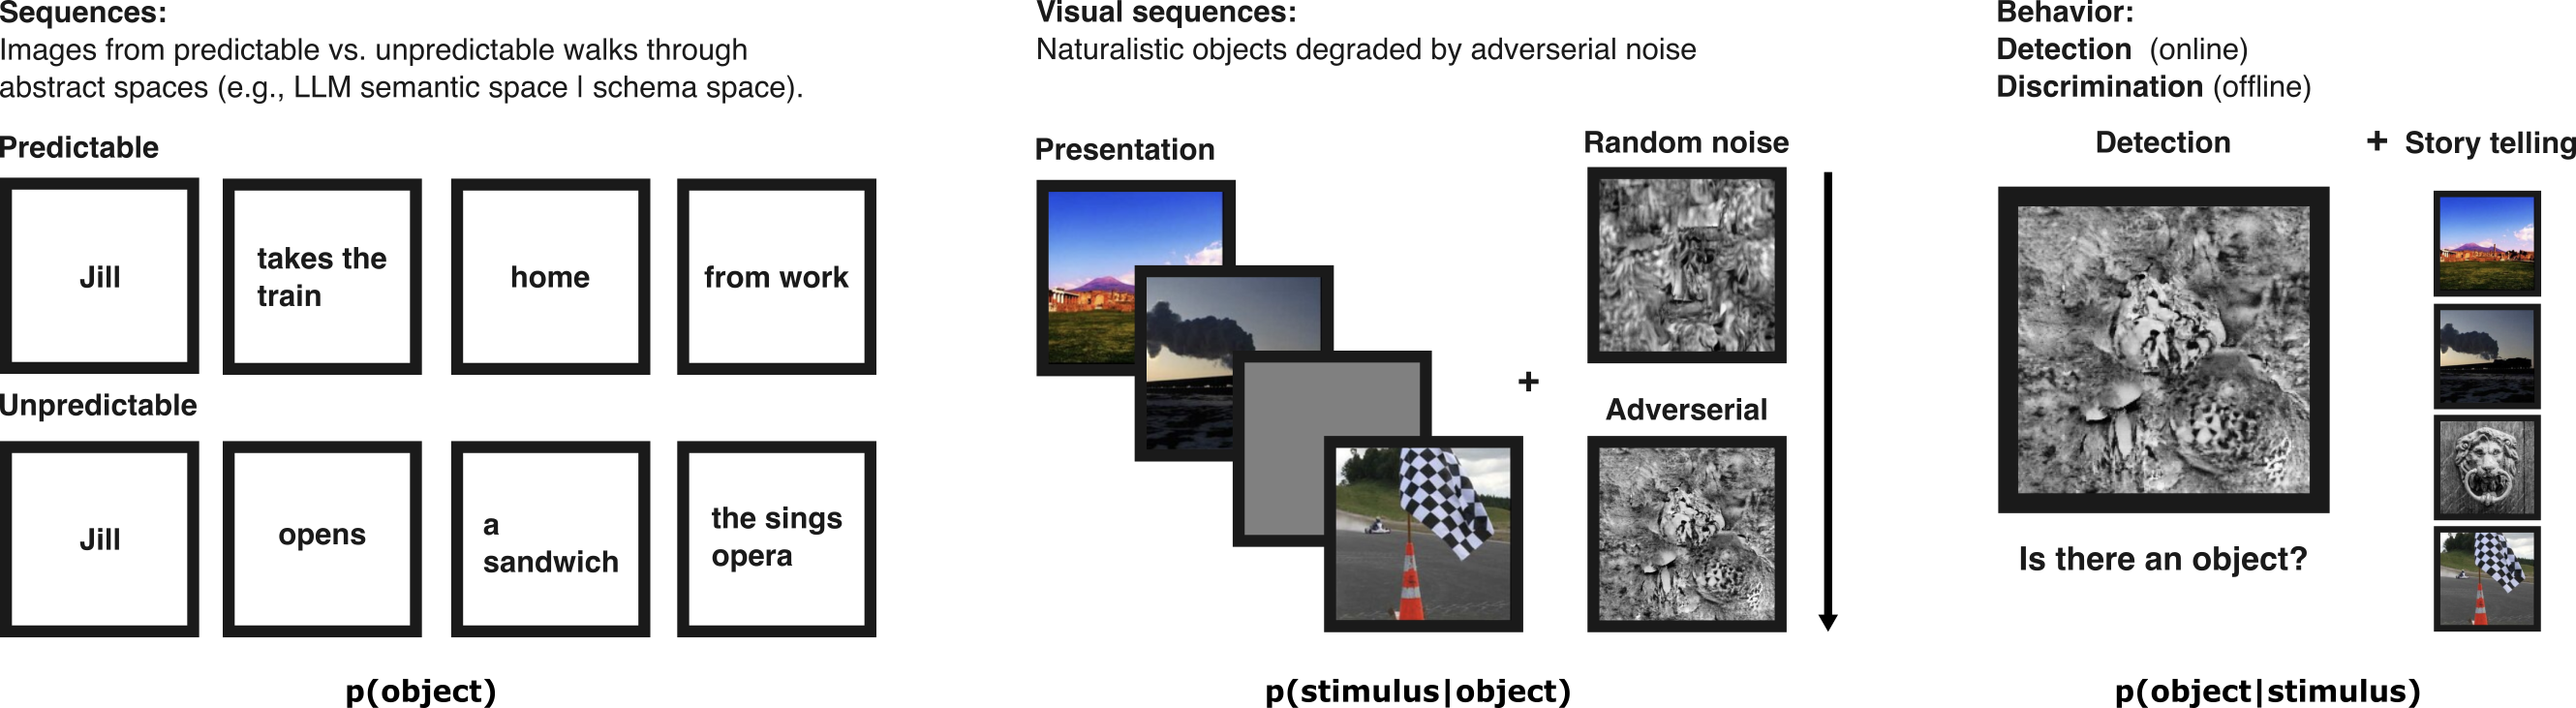 Sequences:
Images from predictable vs. unpredictable walks through
abstract spaces (e.g., LLM semantic space | schema space).
Predictable
Jill
takes the
train
home
from work
Unpredictable
Jill
opens
a
sandwich
the sings
opera
p(object)
Visual sequences:
Naturalistic objects degraded by adverserial noise
Presentation
+
Random noise
Adverserial
p(stimulus|object)
Behavior:
Detection (online)
Discrimination (offline)
Detection
+ Story telling
Is there an object?
p(object|stimulus)